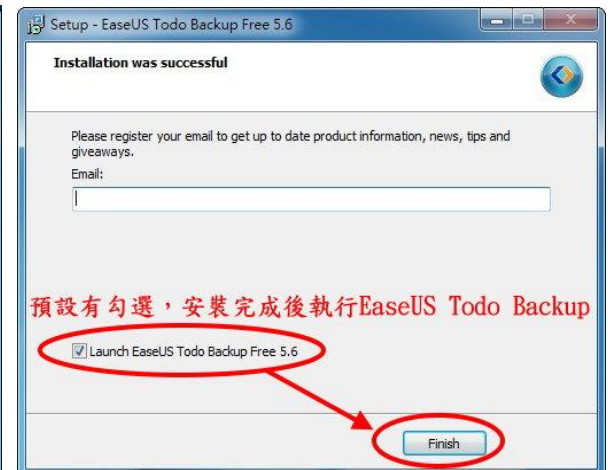 Setup - EaseUS Todo Backup Free 5.6
Installation was successful
Please register your email to get up to date product information, news, tips and
giveaways.
Email:
預設有勾選，安裝完成後執行EaseUS Todo Backup
Launch EaseUS Todo Backup Free 5.6
Finish